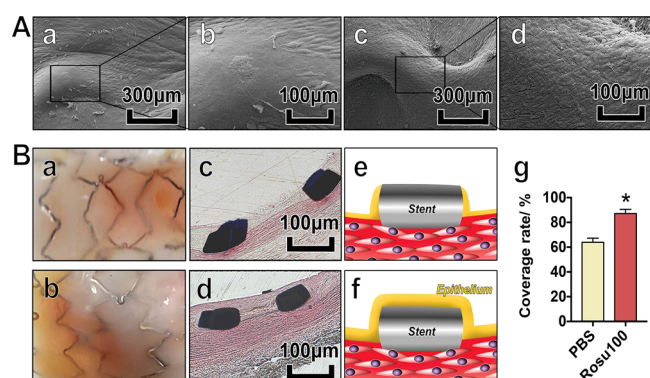 A
a
300μm
b
100μm
c
300μm
d
100μm
B
a
c
100μm
e
Stent
b
d
100μm
f
Epithelium
Stent
g
Coverage rate/ %
100
80
60
40
20
0
*
PBS
Rosu100